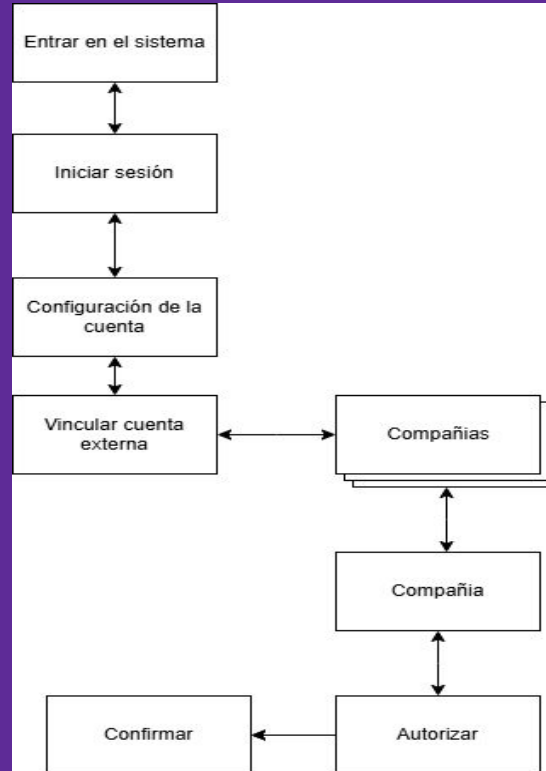 Entrar en el sistema
Iniciar sesión
Configuración de la
cuenta
Vincular cuenta
externa
Compañias
Compañia
Autorizar
Confirmar